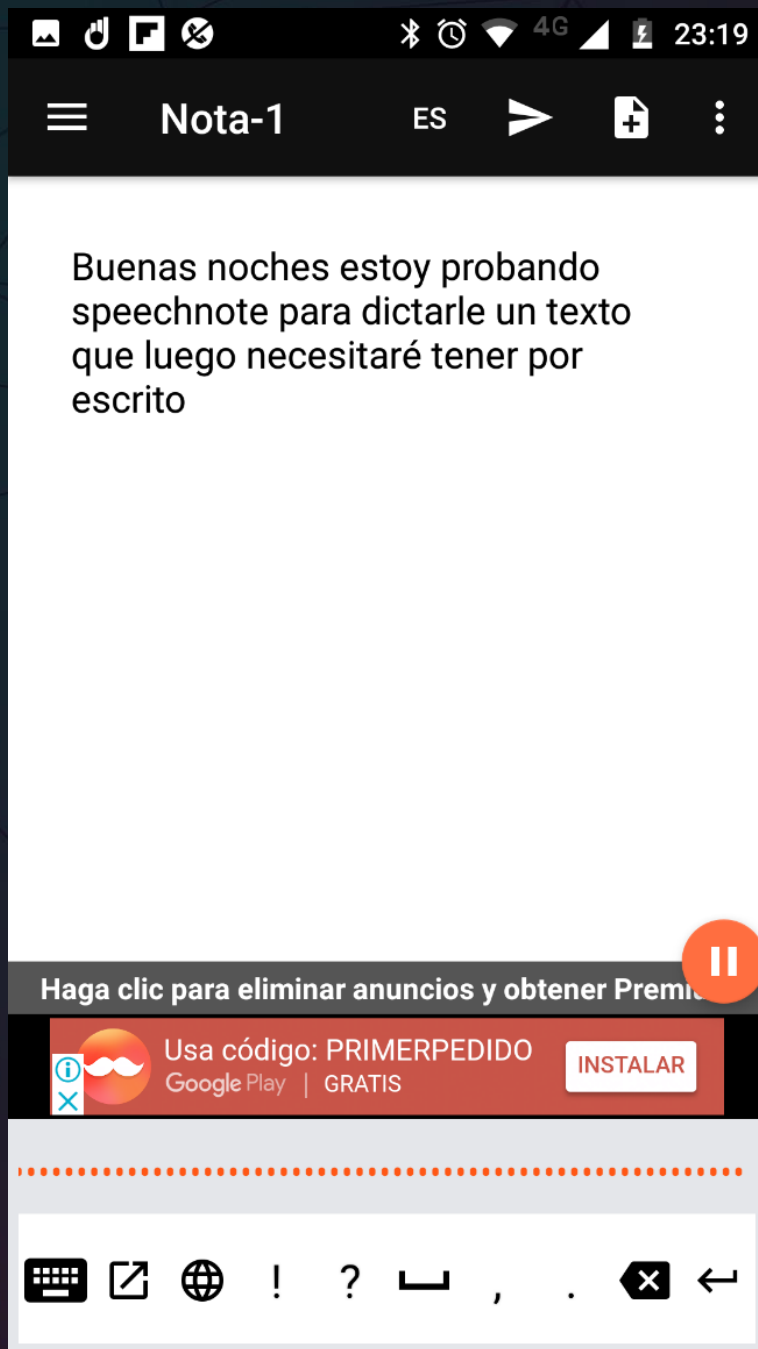 4G 23:19
Nota-1 ES
Buenas noches estoy probando
speechnote para dictarle un texto
que luego necesitaré tener por
escrito
Haga clic para eliminar anuncios y obtener
Usa código: PRIMERPEDIDO
Google Play | GRATIS
INSTALAR
! ? , .